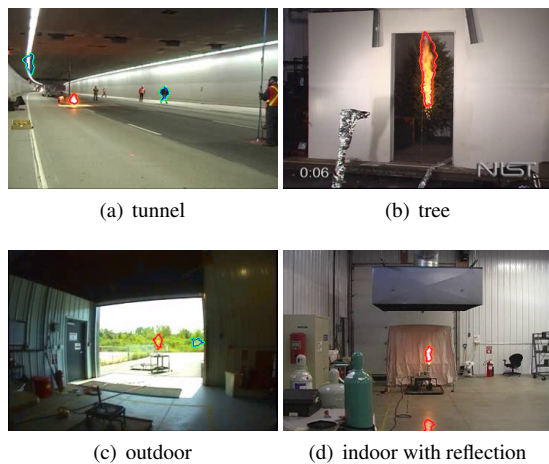 0:06 NIST
(a) tunnel
(b) tree
(c) outdoor
(d) indoor with reflection